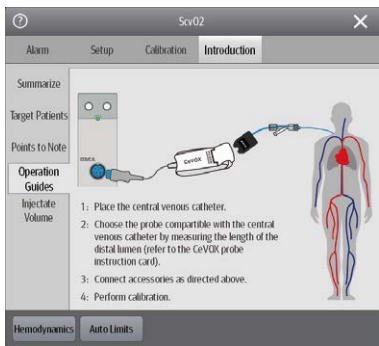 ScvO2
Alarm Setup Calibration Introduction
Summarize
Target Patients
Points to Note
Operation
Guides
Injectate
Volume
CeVOX
1: Place the central venous catheter.
2: Choose the probe compartible with the central
venous catheter by measuring the length of the
distal lumen (refer to the CeVOX probe
instruction card).
3: Connect accessories as directed above.
4: Perform calibration.
Hemodynamics Auto Limits